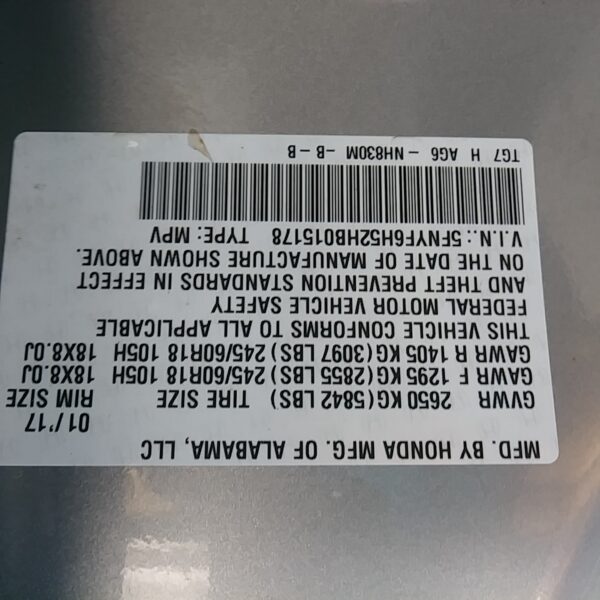 MFD. BY HONDA MFG. OF ALABAMA, LLC
01/'17
GVWR 2650 KG(5842 LBS) TIRE SIZE RIM SIZE
GAWR F 1295 KG(2855 LBS) 245/60R18 105H 18X8.0J
GAWR R 1405 KG(3097 LBS) 245/60R18 105H 18X8.0J
THIS VEHICLE CONFORMS TO ALL APPLICABLE
FEDERAL MOTOR VEHICLE SAFETY
AND THEFT PREVENTION STANDARDS IN EFFECT
ON THE DATE OF MANUFACTURE SHOWN ABOVE.
V.I.N.: 5FNYF6H52HB015178 TYPE: MPV
TG7 H AG6 - NH830M -B -B